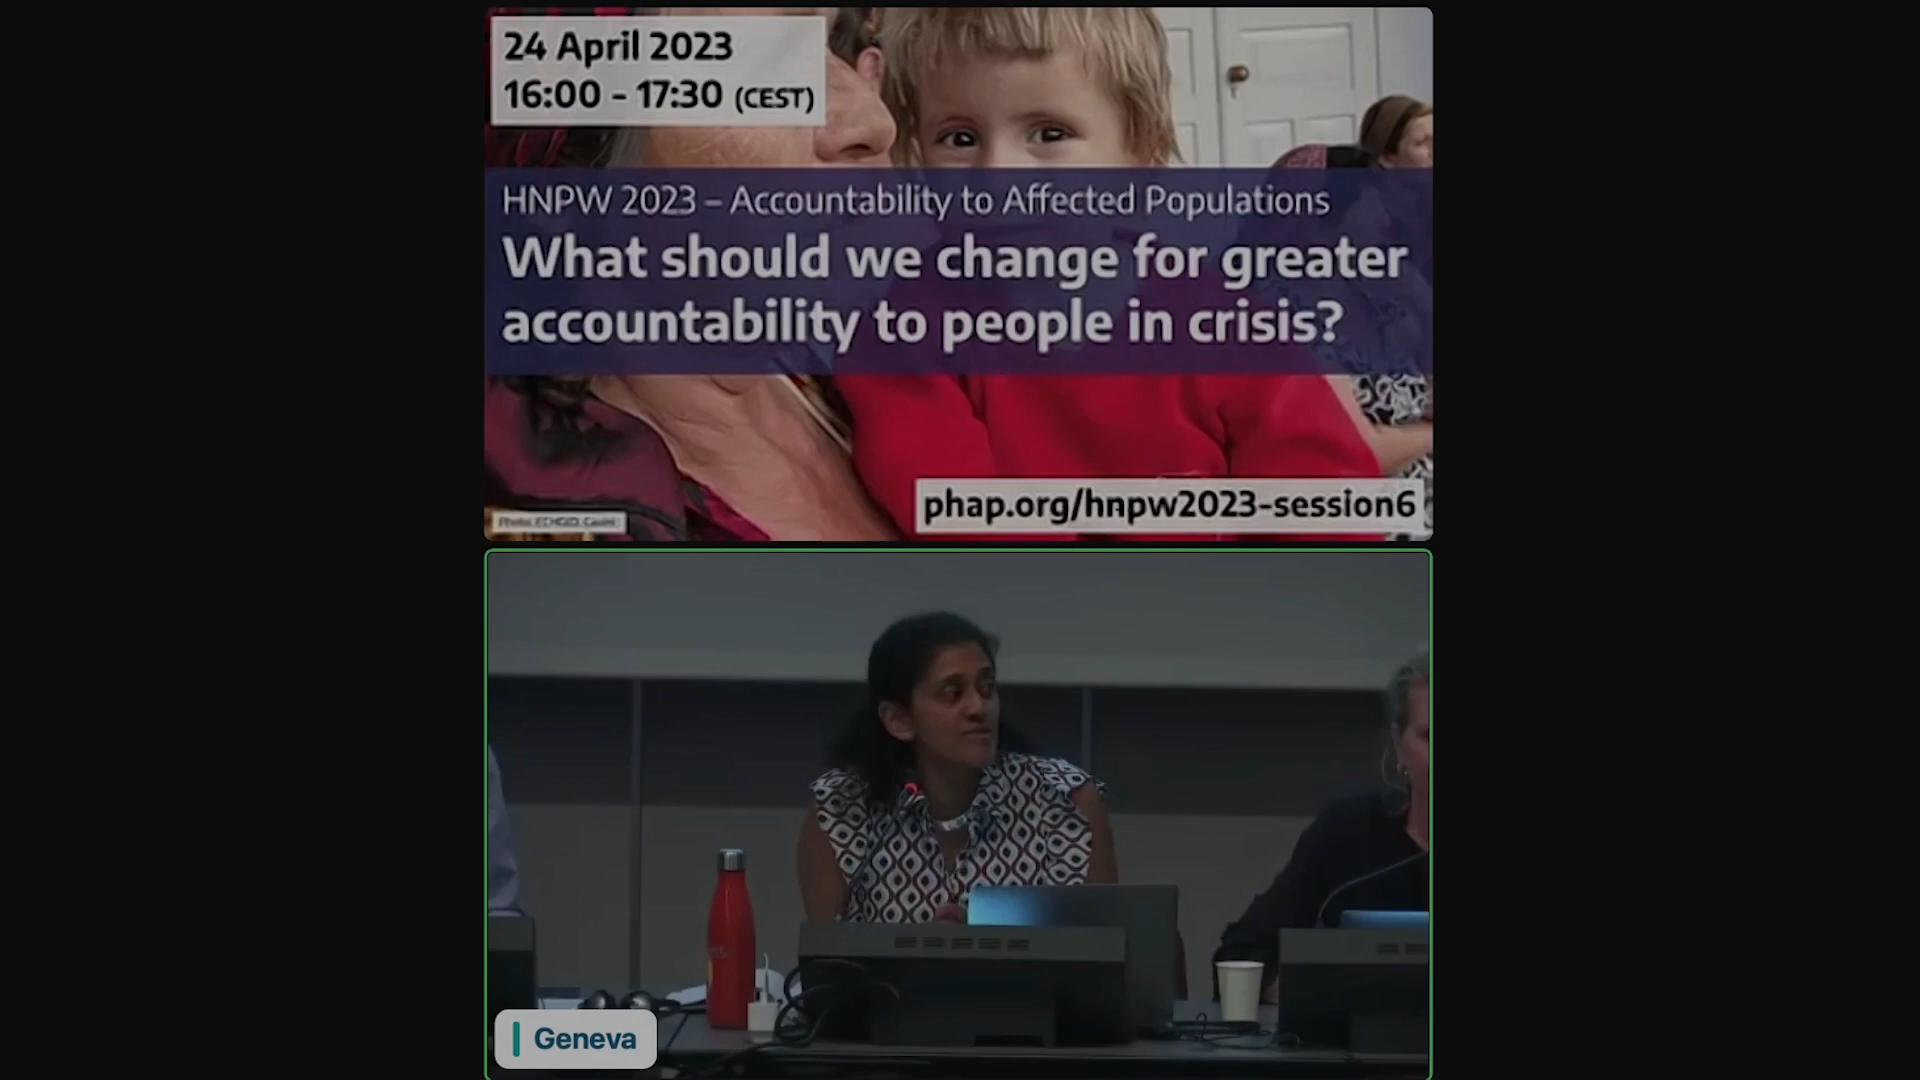 24 April 2023
16:00 - 17:30 (CEST)
HNPW 2023 – Accountability to Affected Populations
What should we change for greater
accountability to people in crisis?
phap.org/hnpw2023-session6
Photo:
Geneva